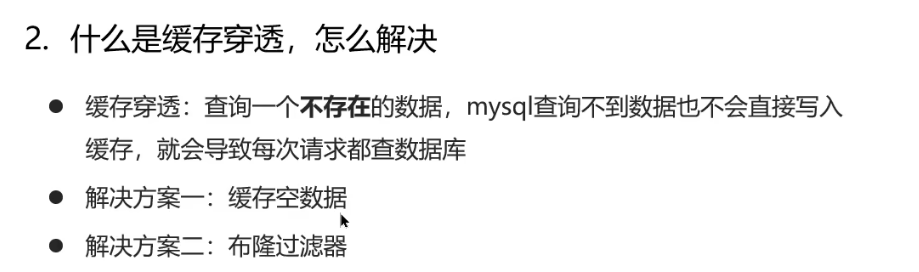 2. 什么是缓存穿透，怎么解决
● 缓存穿透：查询一个不存在的数据，mysql查询不到数据也不会直接写入
缓存，就会导致每次请求都查数据库
● 解决方案一：缓存空数据
● 解决方案二：布隆过滤器